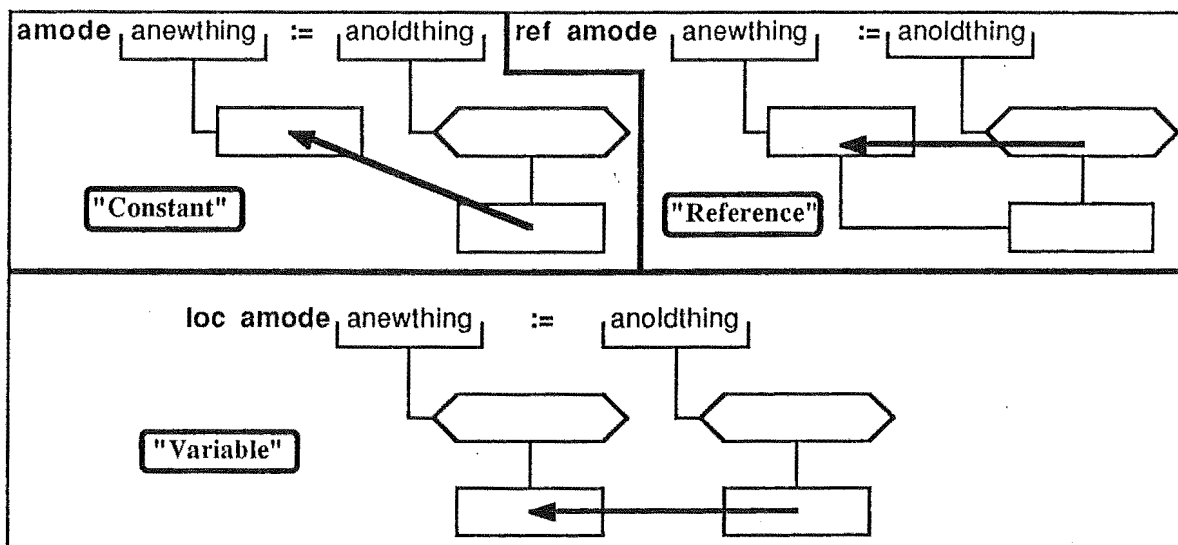 amode anewthing := anoldthing
"Constant"
ref amode anewthing := anoldthing
"Reference"
loc amode anewthing := anoldthing
"Variable"